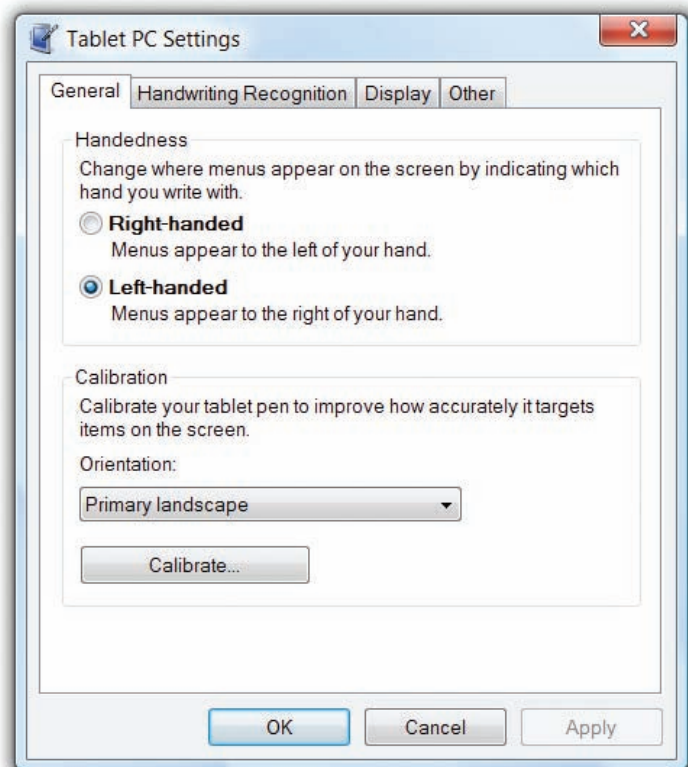 Tablet PC Settings
General Handwriting Recognition Display Other
Handedness
Change where menus appear on the screen by indicating which
hand you write with.
Right-handed
Menus appear to the left of your hand.
Left-handed
Menus appear to the right of your hand.
Calibration
Calibrate your tablet pen to improve how accurately it targets
items on the screen.
Orientation:
Primary landscape
Calibrate...
OK Cancel Apply